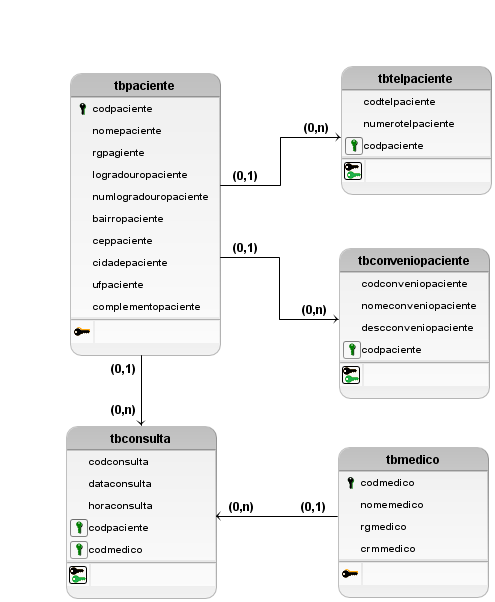 tbpaciente
codpaciente
nomepaciente
rgpagiente
logradouropaciente
numlogradouropaciente
bairropaciente
ceppaciente
cidadepaciente
ufpaciente
complementopaciente
(0,1)
(0,n)
tbtelpaciente
codtelpaciente
numerotelpaciente
codpaciente
(0,1)
(0,n)
tbconveniopaciente
codconveniopaciente
nomeconveniopaciente
descconveniopaciente
codpaciente
(0,1)
(0,n)
tbconsulta
codconsulta
dataconsulta
horaconsulta
codpaciente
codmedico
(0,n)
(0,1)
tbmedico
codmedico
nomemedico
rgmedico
crmmedico